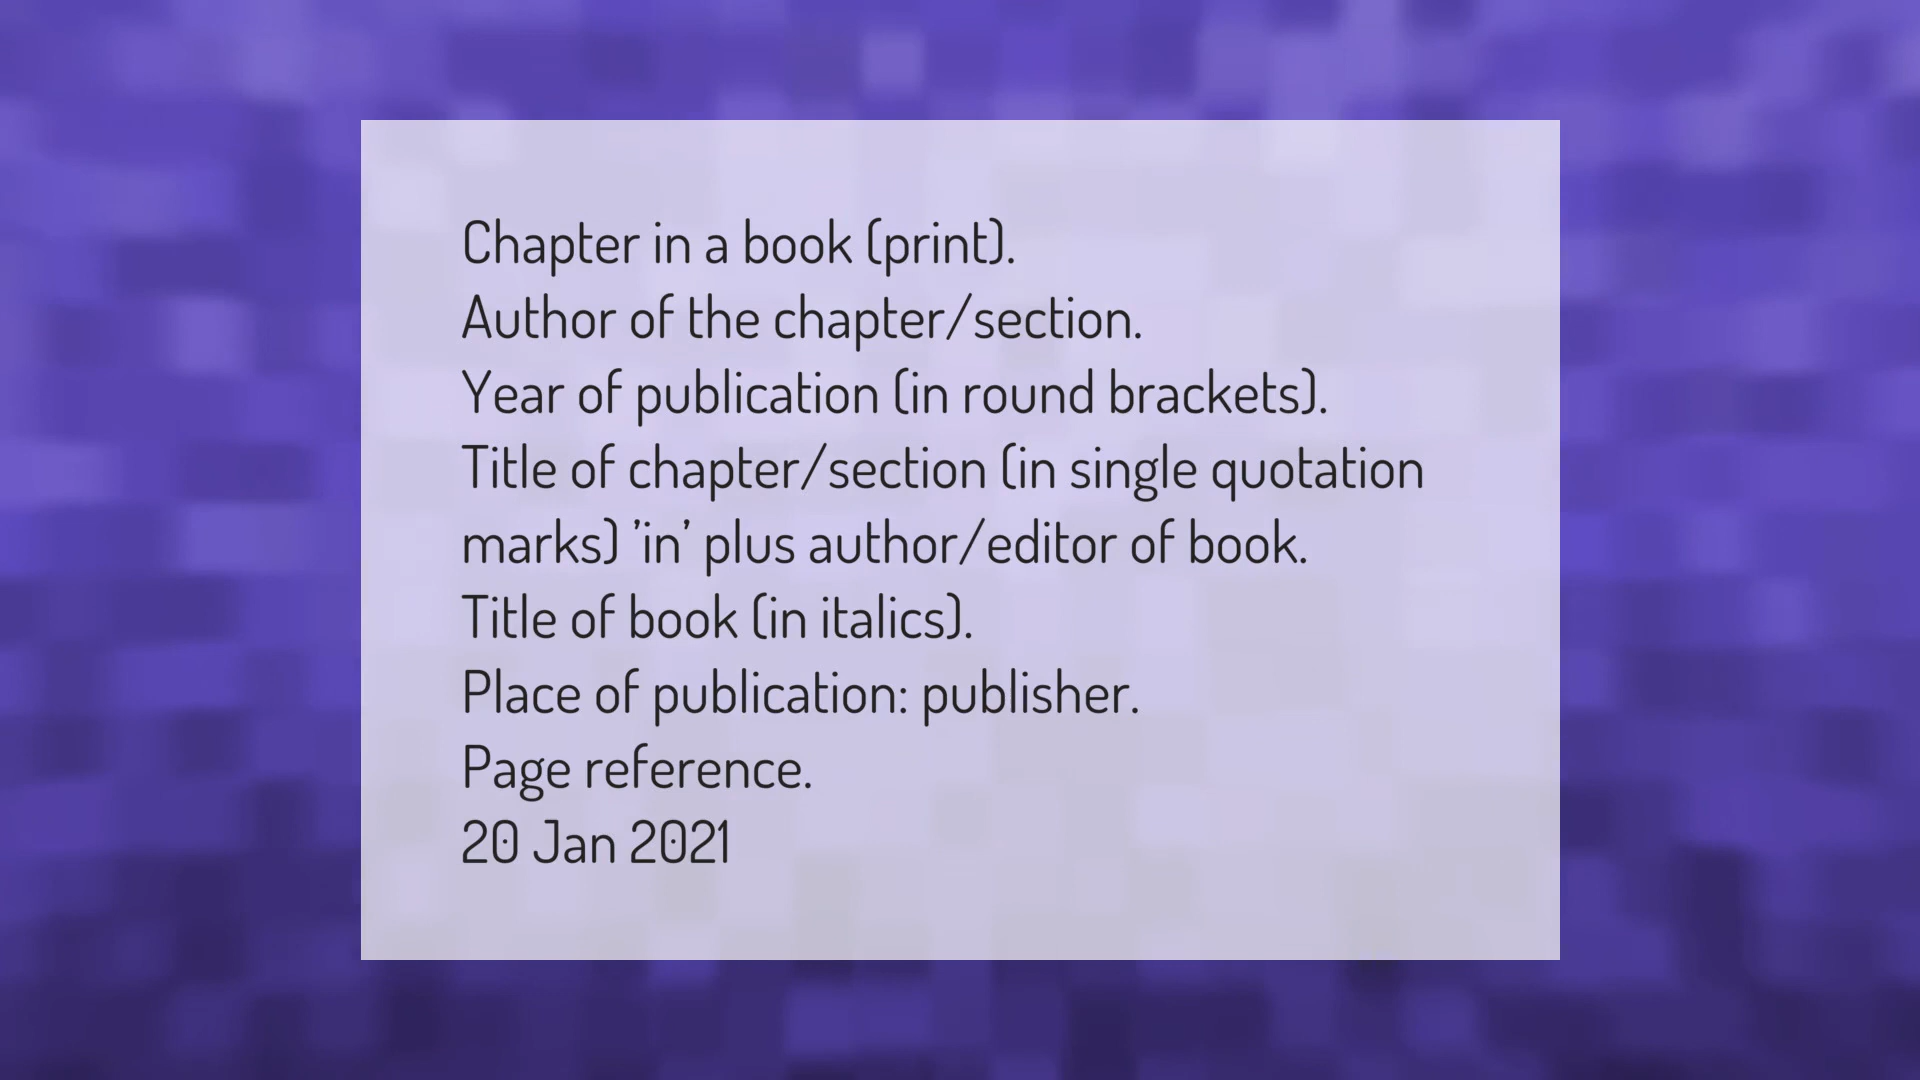 Chapter in a book (print).
Author of the chapter/section.
Year of publication (in round brackets).
Title of chapter/section (in single quotation
marks) ’in’ plus author/editor of book.
Title of book (in italics).
Place of publication: publisher.
Page reference.
20 Jan 2021